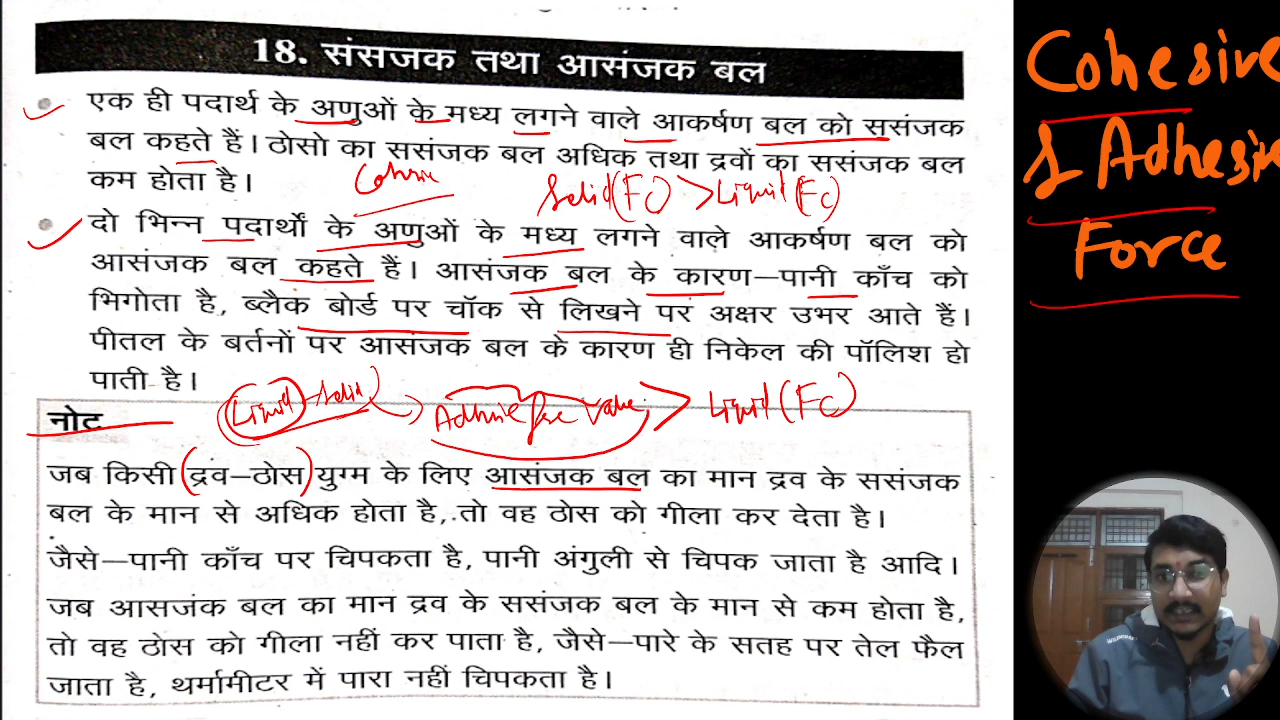 18. संसजक तथा आसंजक बल
एक ही पदार्थ के अणुओं के मध्य लगने वाले आकर्षण बल को ससंजक
बल कहते हैं। ठोसो का ससंजक बल अधिक तथा द्रवों का ससंजक बल
कम होता है।
Cohesive
Solid(Fc) > Liquid(Fc)
दो भिन्न पदार्थों के अणुओं के मध्य लगने वाले आकर्षण बल को
आसंजक बल कहते हैं। आसंजक बल के कारण–पानी काँच को
भिगोता है, ब्लैक बोर्ड पर चॉक से लिखने पर अक्षर उभर आते हैं।
पीतल के बर्तनों पर आसंजक बल के कारण ही निकेल की पॉलिश हो
पाती है।
Liquid-Solid → Adhesive force value > Liquid (Fc)
नोट
जब किसी (द्रव–ठोस) युग्म के लिए आसंजक बल का मान द्रव के ससंजक
बल के मान से अधिक होता है, तो वह ठोस को गीला कर देता है।
जैसे–पानी काँच पर चिपकता है, पानी अंगुली से चिपक जाता है आदि।
जब आसजंक बल का मान द्रव के ससंजक बल के मान से कम होता है,
तो वह ठोस को गीला नहीं कर पाता है, जैसे–पारे के सतह पर तेल फैल
जाता है, थर्मामीटर में पारा नहीं चिपकता है।
Cohesive
& Adhesive
Force